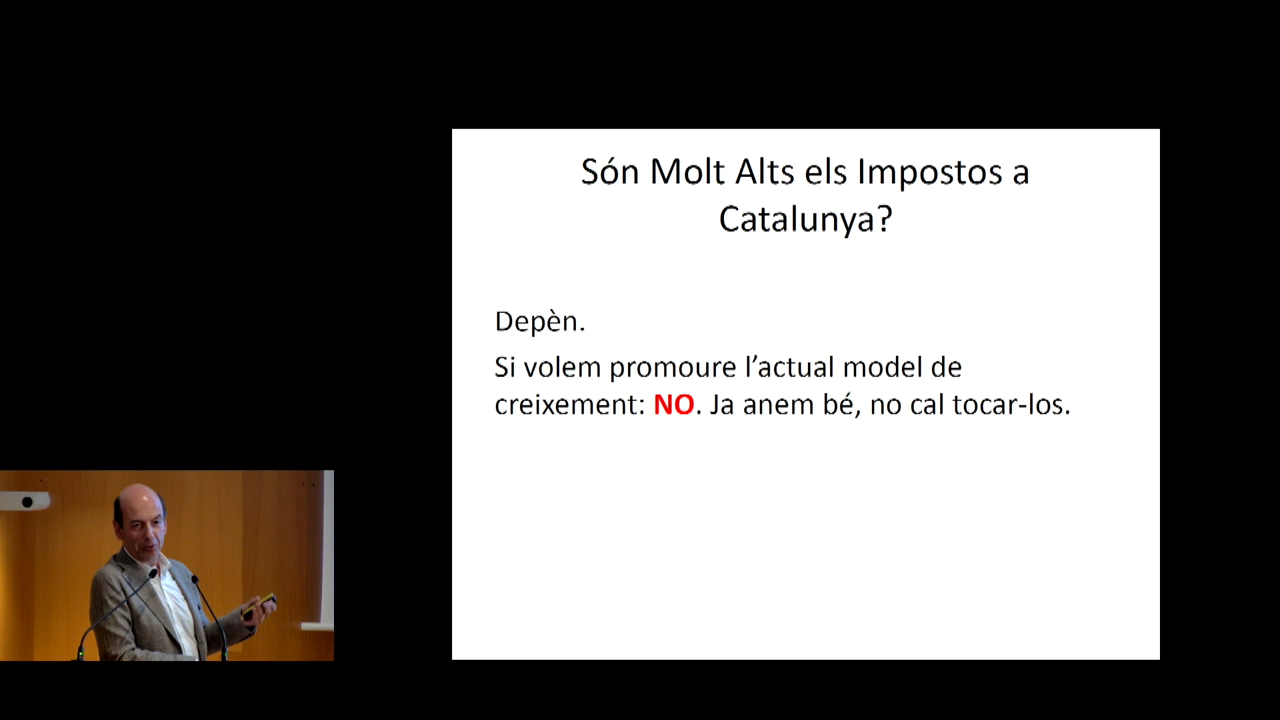 Són Molt Alts els Impostos a
Catalunya?
Depèn.
Si volem promoure l’actual model de
creixement: NO. Ja anem bé, no cal tocar-los.